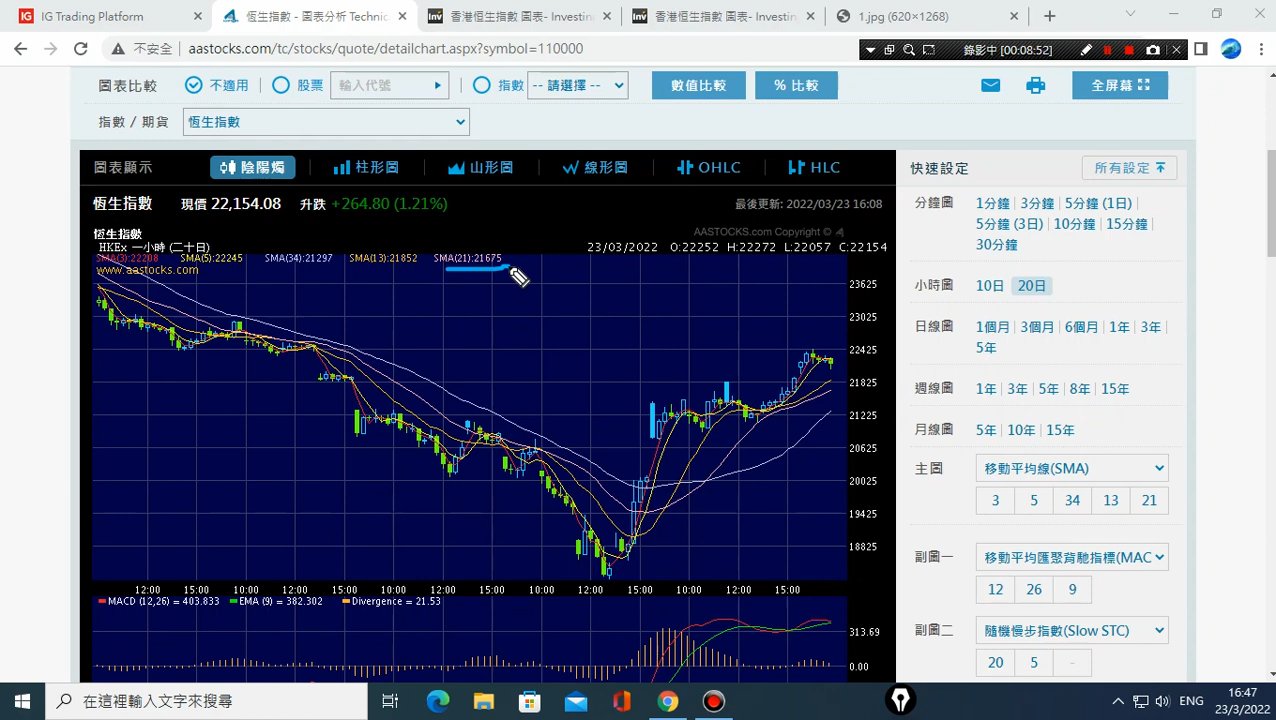 IG Trading Platform
恆生指數 - 圖表分析 Technic
香港恒生指數 圖表- Investing
香港恒生指數 圖表- Investing
1.jpg (620×1268)
不安全
aastocks.com/tc/stocks/quote/detailchart.aspx?symbol=110000
錄影中 [00:08:52]
圖表比較
不適用
股票
輸入代號
指數
-- 請選擇 --
數值比較
% 比較
全屏幕
指數 / 期貨
恆生指數
圖表顯示
陰陽燭
柱形圖
山形圖
線形圖
OHLC
HLC
恆生指數
現價 22,154.08
升跌 +264.80 (1.21%)
最後更新: 2022/03/23 16:08
恆生指數
AASTOCKS.com Copyright ©
HKEx 一小時 (二十日)
23/03/2022 O:22252 H:22272 L:22057 C:22154
SMA(3):22208 SMA(5):22245 SMA(34):21297 SMA(13):21852 SMA(21):21675
www.aastocks.com
23625
23025
22425
21825
21225
20625
20025
19425
18825
12:00 15:00 10:00 12:00 15:00 10:00 12:00 15:00 10:00 12:00 15:00 10:00 12:00 15:00
MACD (12,26) = 403.833 EMA (9) = 382.302 Divergence = 21.53
313.69
0.00
快速設定
所有設定
分鐘圖
1分鐘 | 3分鐘 | 5分鐘 (1日) |
5分鐘 (3日) | 10分鐘 | 15分鐘 |
30分鐘
小時圖
10日 20日
日線圖
1個月 | 3個月 | 6個月 | 1年 | 3年 |
5年
週線圖
1年 | 3年 | 5年 | 8年 | 15年
月線圖
5年 | 10年 | 15年
主圖
移動平均線(SMA)
3 5 34 13 21
副圖一
移動平均匯聚背馳指標(MAC
12 26 9
副圖二
隨機慢步指數(Slow STC)
20 5 -
在這裡輸入文字來搜尋
ENG
16:47
23/3/2022